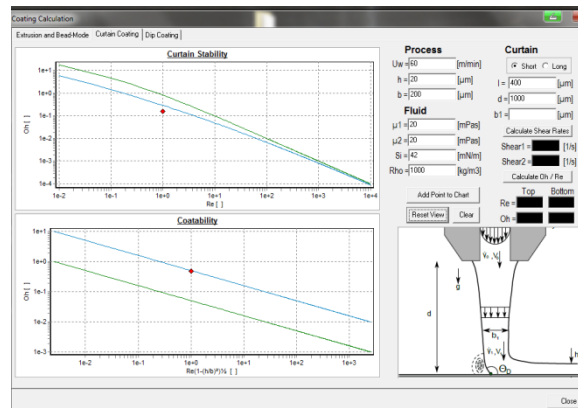 Coating Calculation
Extrusion and Bead-Mode Curtain Coating Dip Coating
Curtain Stability
Oh [ ]
1e+1
1e+0
1e-1
1e-2
1e-3
1e-4
1e-2 1e-1 1e+0 1e+1 1e+2 1e+3 1e+4
Re [ ]
Coatability
Oh [ ]
1e+1
1e+0
1e-1
1e-2
1e-3
1e-2 1e-1 1e+0 1e+1 1e+2 1e+3
Process
Uw = 60 [m/min]
h = 20 [µm]
b = 200 [µm]
Fluid
µ1 = 20 [mPas]
µ2 = 20 [mPas]
Si = 42 [mN/m]
Rho = 1000 [kg/m3]
Add Point to Chart
Reset View Clear
Curtain
Short Long
l = 400 [µm]
d = 1000 [µm]
b1 = [µm]
Calculate Shear Rates
Shear1 = [1/s]
Shear2 = [1/s]
Calculate Oh / Re
Top Bottom
Re =
Oh =
g
d
h
Close